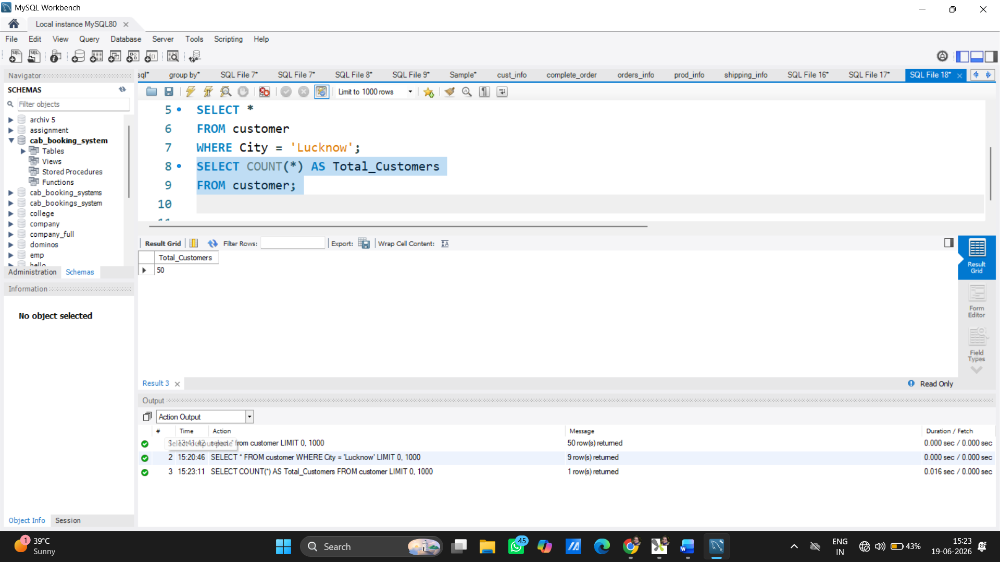 MySQL Workbench
Local instance MySQL80
File Edit View Query Database Server Tools Scripting Help
Navigator
sql* group by* SQL File 7* SQL File 7* SQL File 8* SQL File 9* Sample* cust_info complete_order orders_info prod_info shipping_info SQL File 16* SQL File 17* SQL File 18*
SCHEMAS
Limit to 1000 rows
Filter objects
archiv 5
assignment
cab_booking_system
Tables
Views
Stored Procedures
Functions
cab_booking_systems
cab_bookings_system
college
company
company_full
dominos
emp
hello
Administration Schemas
Information
No object selected
Object Info Session
5 SELECT *
6 FROM customer
7 WHERE City = 'Lucknow';
8 SELECT COUNT(*) AS Total_Customers
9 FROM customer;
10
11
Result Grid Filter Rows: Export: Wrap Cell Content:
Total_Customers
50
Result Grid
Form Editor
Field Types
Result 3
Read Only
Output
Action Output
# Time Action Message Duration / Fetch
1 13:41:42 select * from customer LIMIT 0, 1000 50 row(s) returned 0.000 sec / 0.000 sec
Select output pane
2 15:20:46 SELECT * FROM customer WHERE City = 'Lucknow' LIMIT 0, 1000 9 row(s) returned 0.000 sec / 0.000 sec
3 15:23:11 SELECT COUNT(*) AS Total_Customers FROM customer LIMIT 0, 1000 1 row(s) returned 0.016 sec / 0.000 sec
1
39°C
Sunny
Search
45
ENG
IN
43%
15:23
19-06-2026